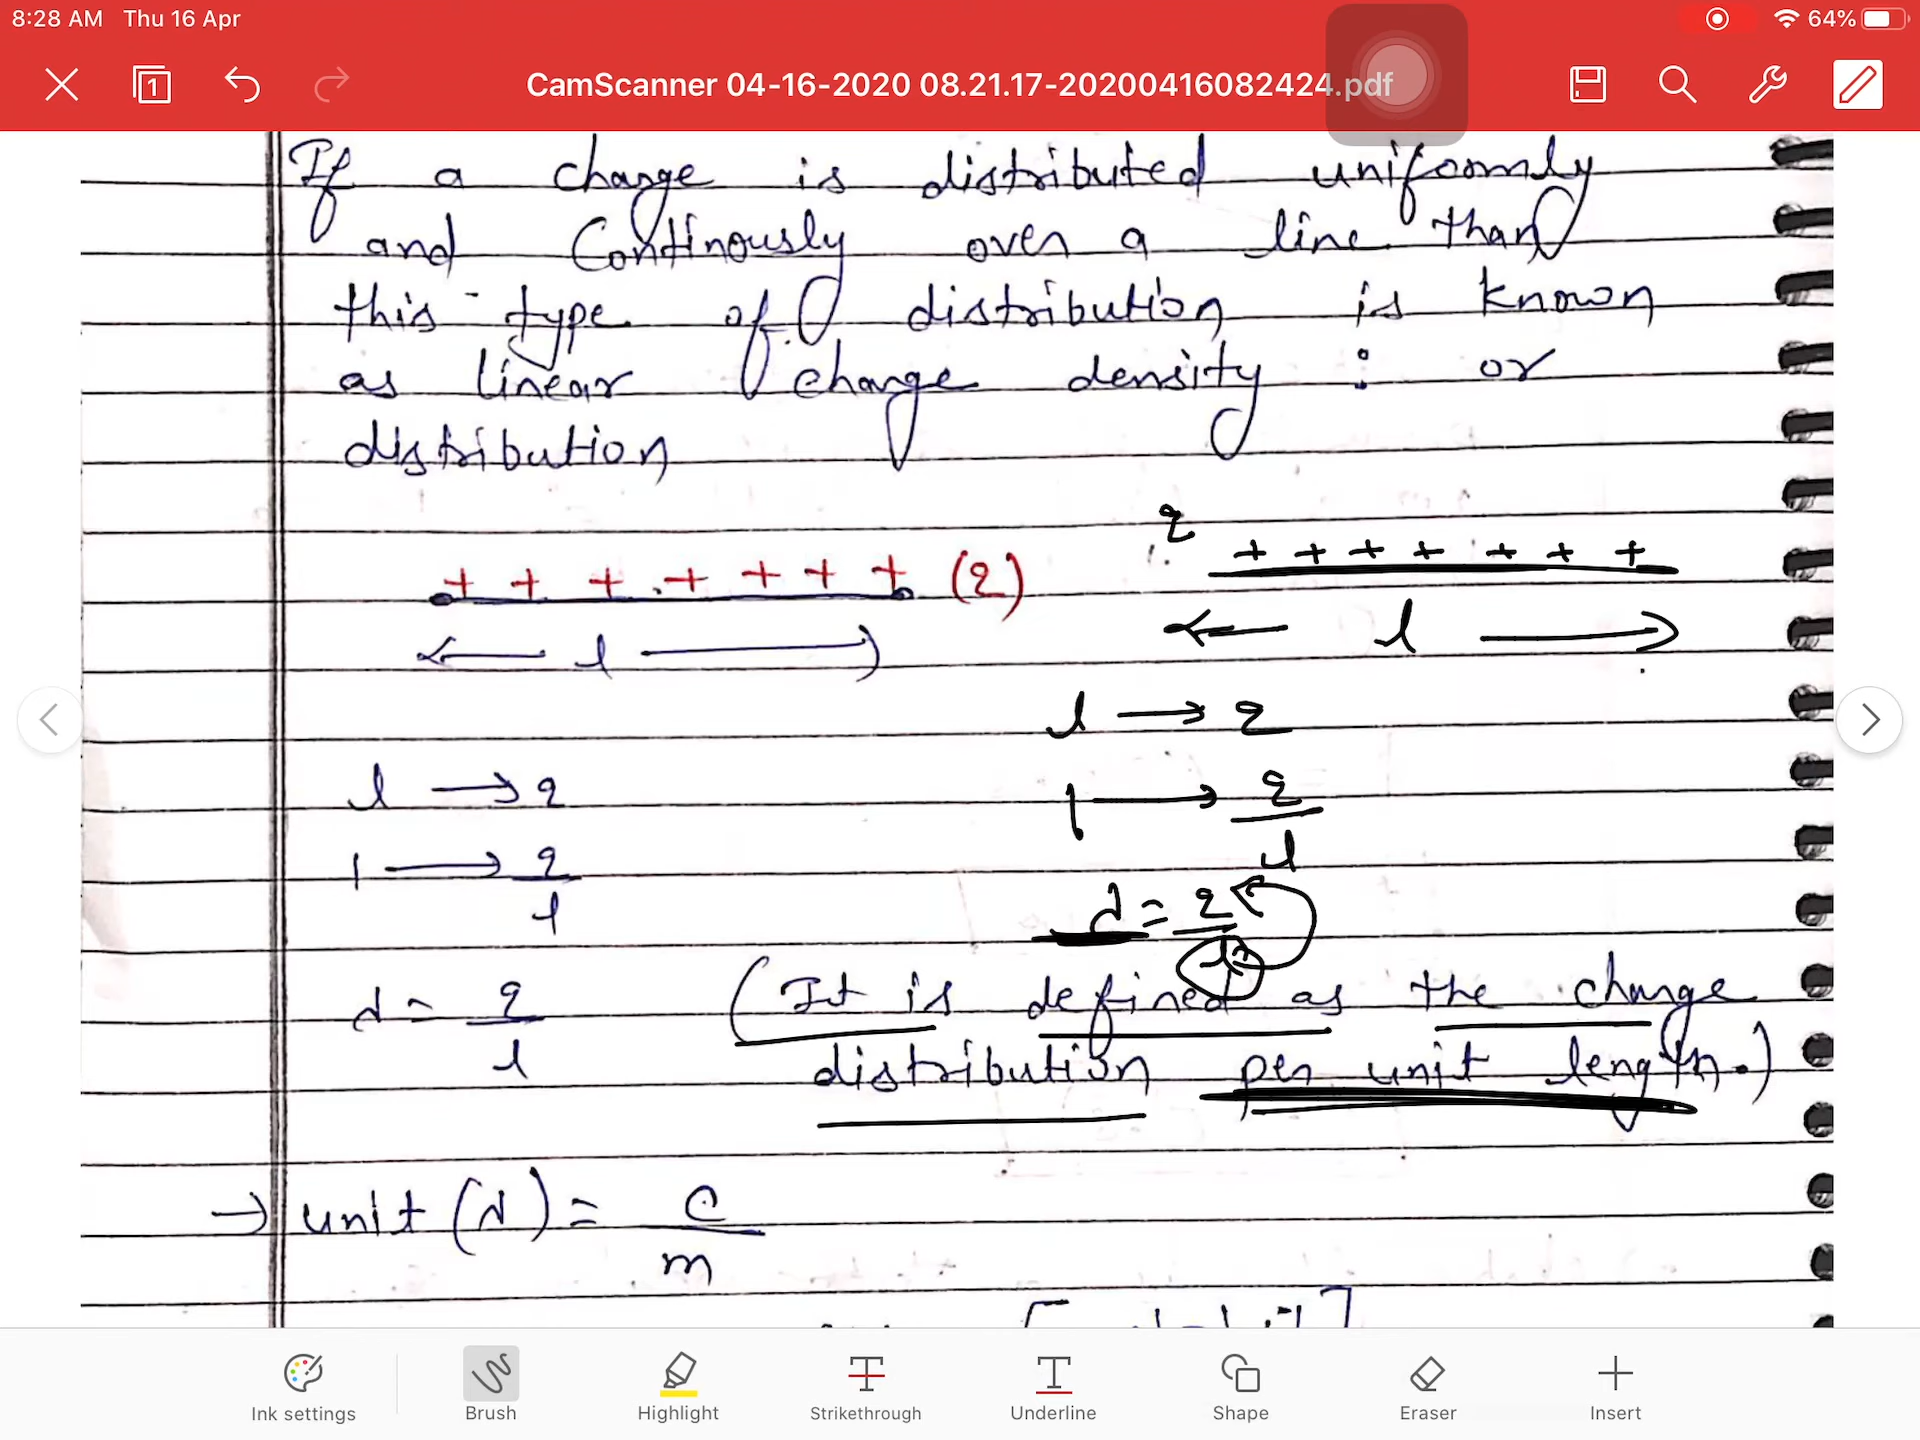 8:28 AM Thu 16 Apr
64%
1
CamScanner 04-16-2020 08.21.17-20200416082424.pdf
If a charge is distributed uniformly
and Continously over a line than
this type of distribution is known
as linear charge density : or
distribution
q
+ + + + + + +
+ + + + + + + (q)
l
l
l → q
1 → q/l
l → q
1 → q/l
λ = q/l
λ = q/l (It is defined as the charge
distribution per unit length.)
→ unit (λ) = C/m
Ink settings Brush Highlight Strikethrough Underline Shape Eraser Insert